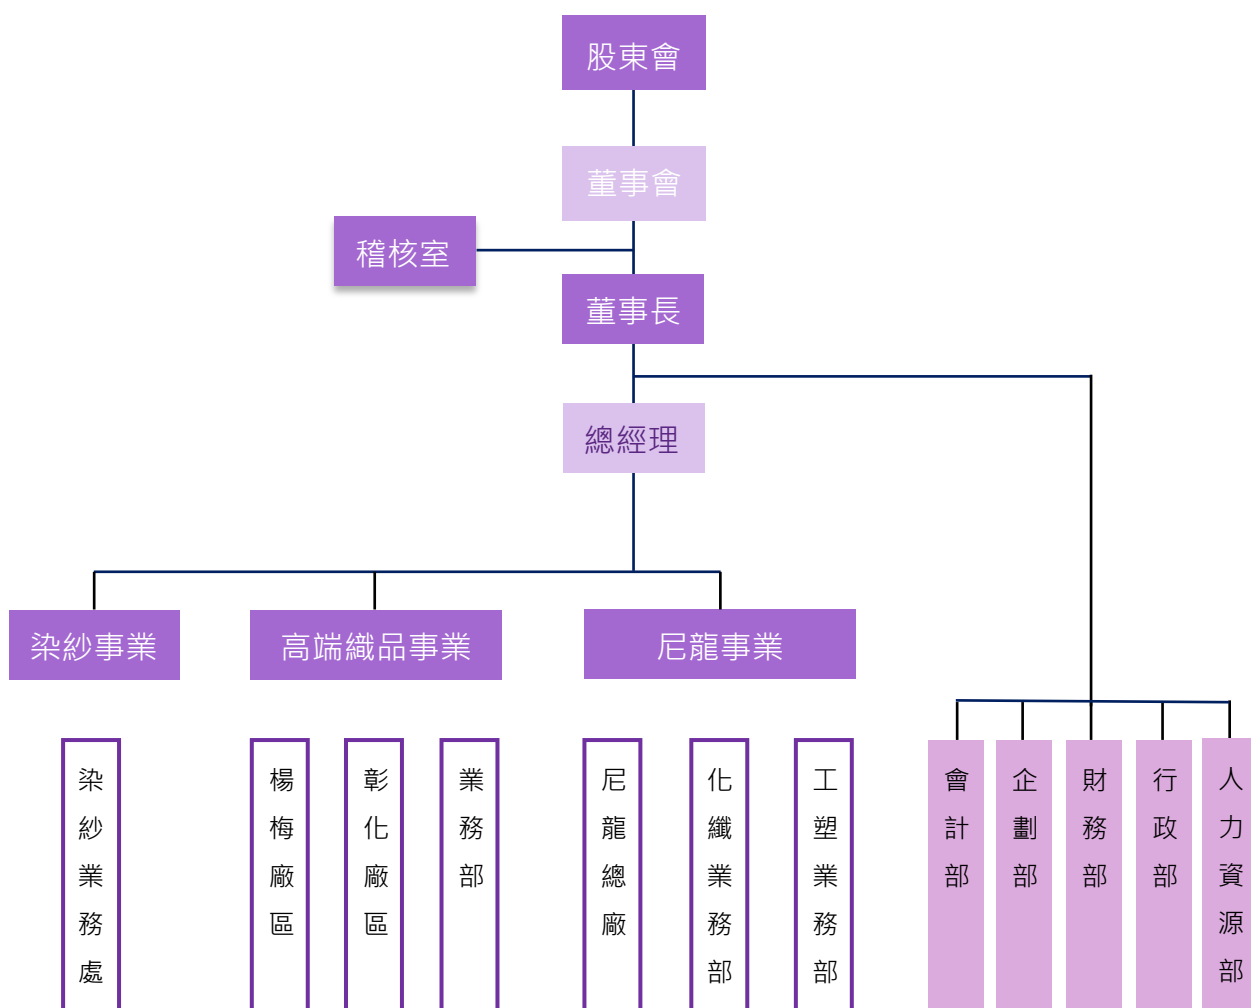 股東會
董事會
稽核室
董事長
總經理
染紗事業
高端織品事業
尼龍事業
染紗業務處
楊梅廠區
彰化廠區
業務部
尼龍總廠
化纖業務部
工塑業務部
會計部
企劃部
財務部
行政部
人力資源部